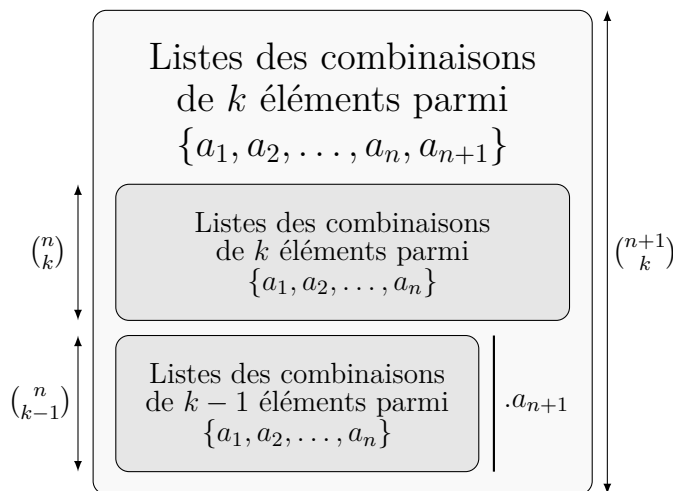 Listes des combinaisons
de k éléments parmi
{a₁, a₂, . . . , aₙ, aₙ₊₁}
Listes des combinaisons
de k éléments parmi
{a₁, a₂, . . . , aₙ}
(n k)
(n+1 k)
Listes des combinaisons
de k − 1 éléments parmi
{a₁, a₂, . . . , aₙ}
(n k−1)
.aₙ₊₁